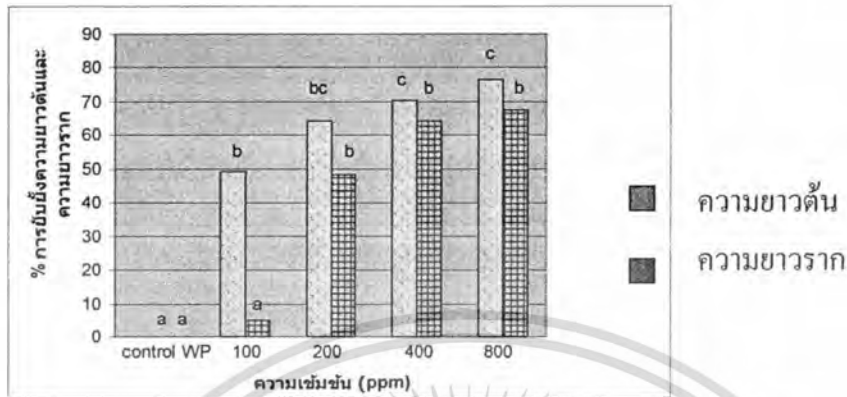 % การยับยั้งความยาวต้นและ
ความยาวราก
90
80
70
60
50
40
30
20
10
0
a a
b
a
bc
b
c
b
c
b
control WP 100 200 400 800
ความเข้มข้น (ppm)
ความยาวต้น
ความยาวราก